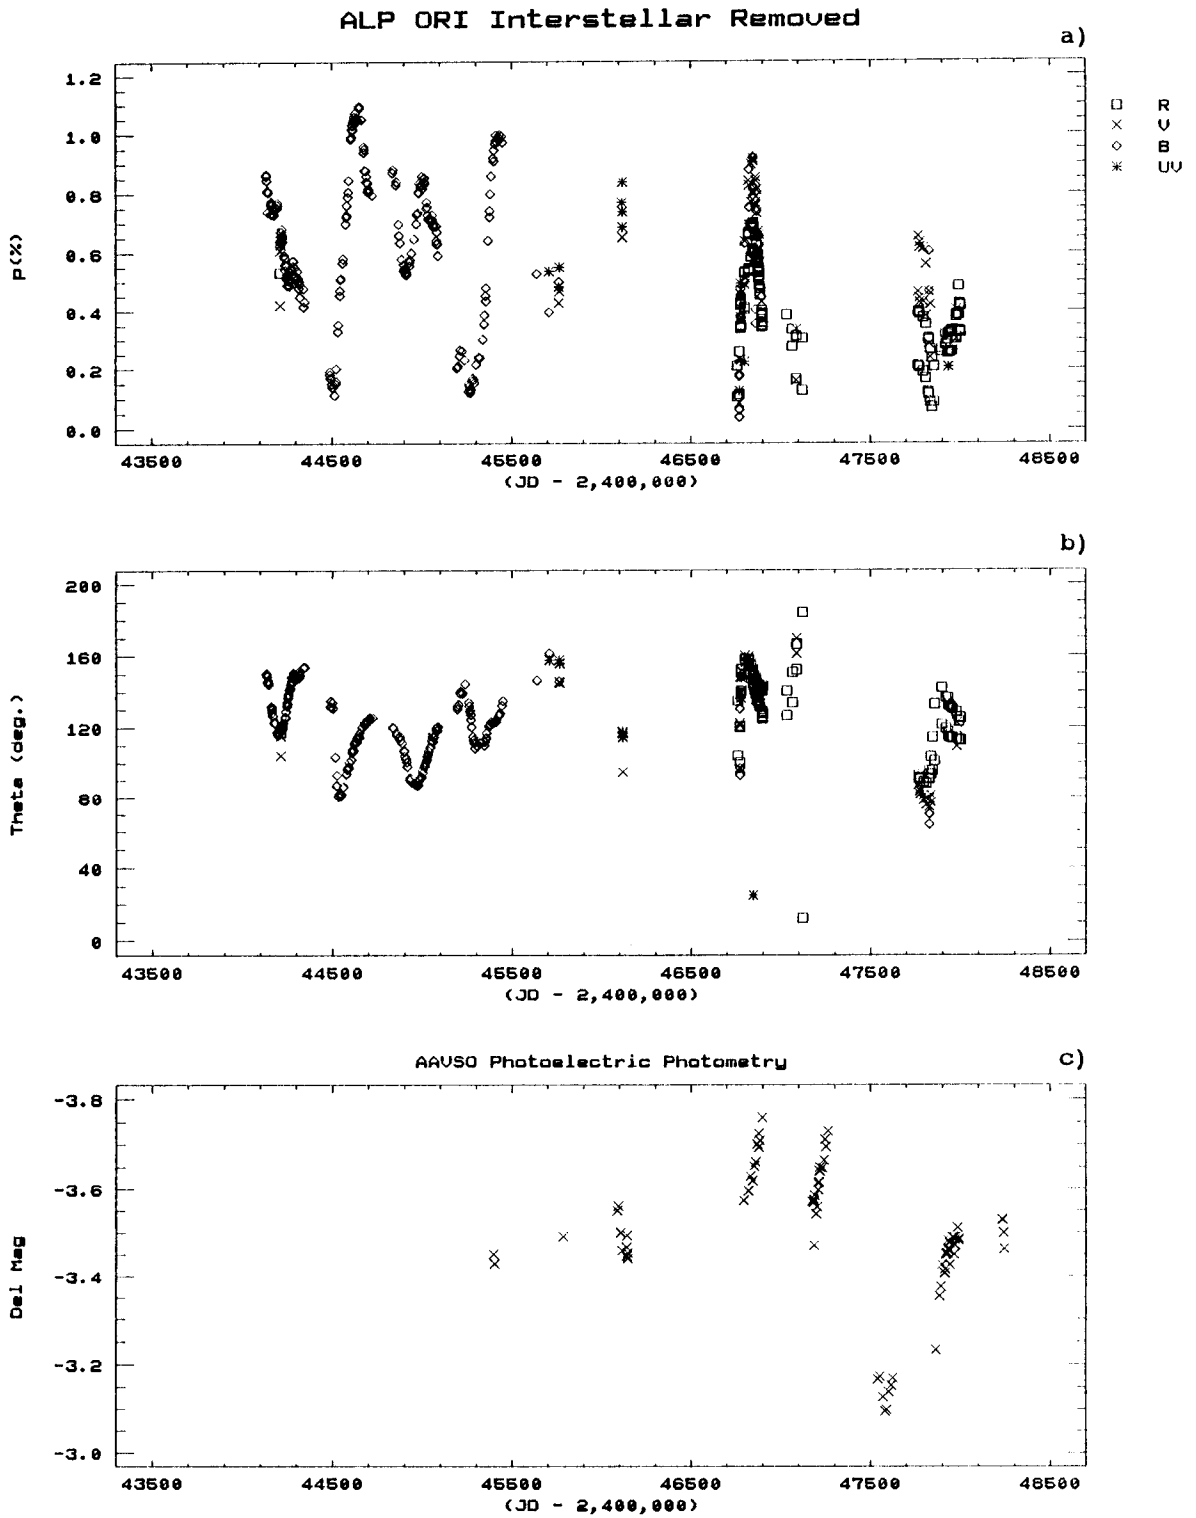 ALP ORI Interstellar Removed
a)
1.2
1.0
0.8
0.6
0.4
0.2
0.0
p(%)
R
V
B
UV
43500 44500 45500 46500 47500 48500
(JD - 2,400,000)
b)
200
160
120
80
40
0
Theta (deg.)
43500 44500 45500 46500 47500 48500
(JD - 2,400,000)
AAVSO Photoelectric Photometry
c)
-3.8
-3.6
-3.4
-3.2
-3.0
Del Mag
43500 44500 45500 46500 47500 48500
(JD - 2,400,000)